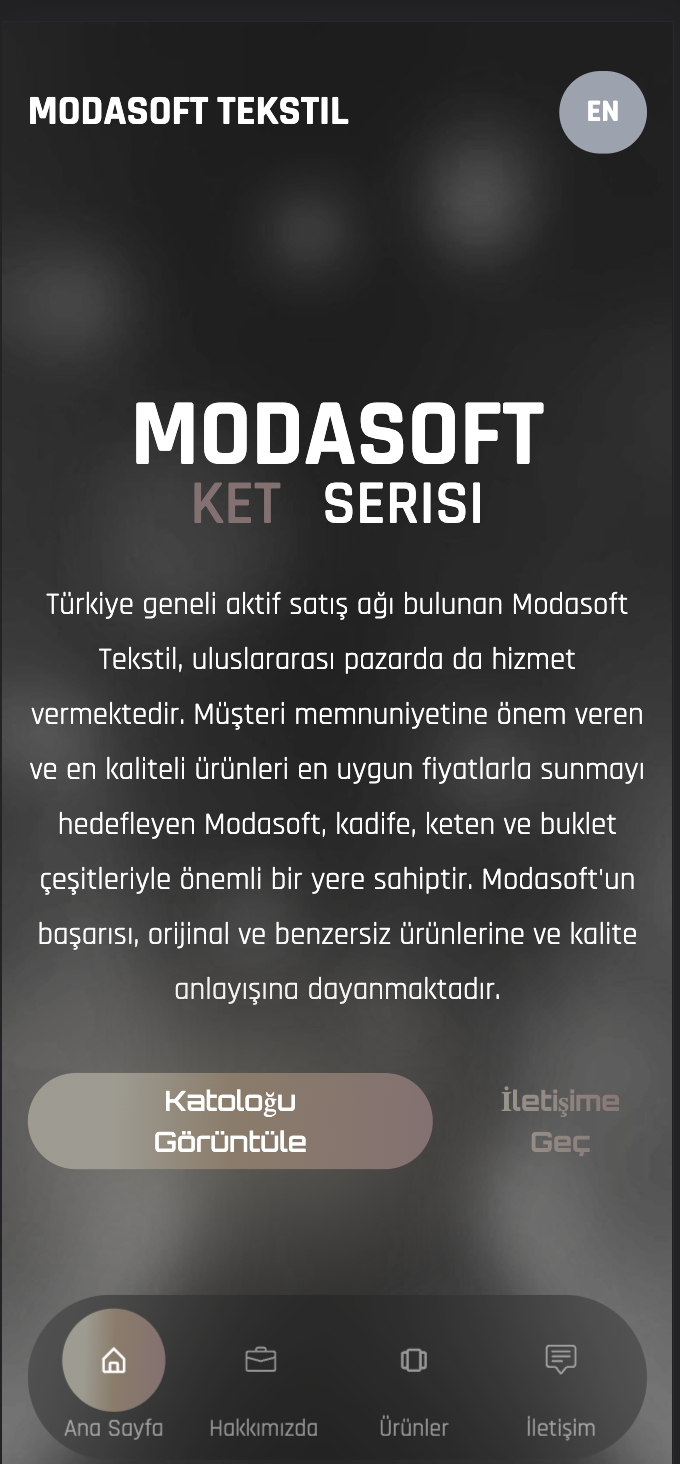 MODASOFT TEKSTIL
EN
MODASOFT
KET SERISI
Türkiye geneli aktif satış ağı bulunan Modasoft
Tekstil, uluslararası pazarda da hizmet
vermektedir. Müşteri memnuniyetine önem veren
ve en kaliteli ürünleri en uygun fiyatlarla sunmayı
hedefleyen Modasoft, kadife, keten ve buklet
çeşitleriyle önemli bir yere sahiptir. Modasoft'un
başarısı, orijinal ve benzersiz ürünlerine ve kalite
anlayışına dayanmaktadır.
Katoloğu
Görüntüle
İletişime
Geç
Ana Sayfa
Hakkımızda
Ürünler
İletişim